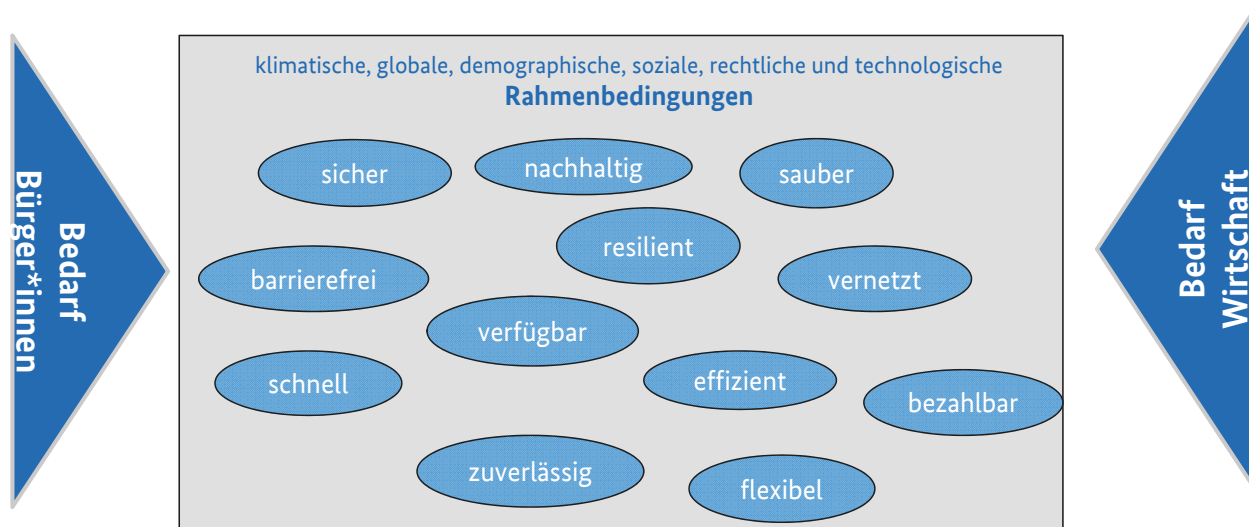 klimatische, globale, demographische, soziale, rechtliche und technologische
Rahmenbedingungen
Bedarf
Bürger*innen
sicher
nachhaltig
sauber
resilient
barrierefrei
vernetzt
verfügbar
schnell
effizient
bezahlbar
zuverlässig
flexibel
Bedarf
Wirtschaft